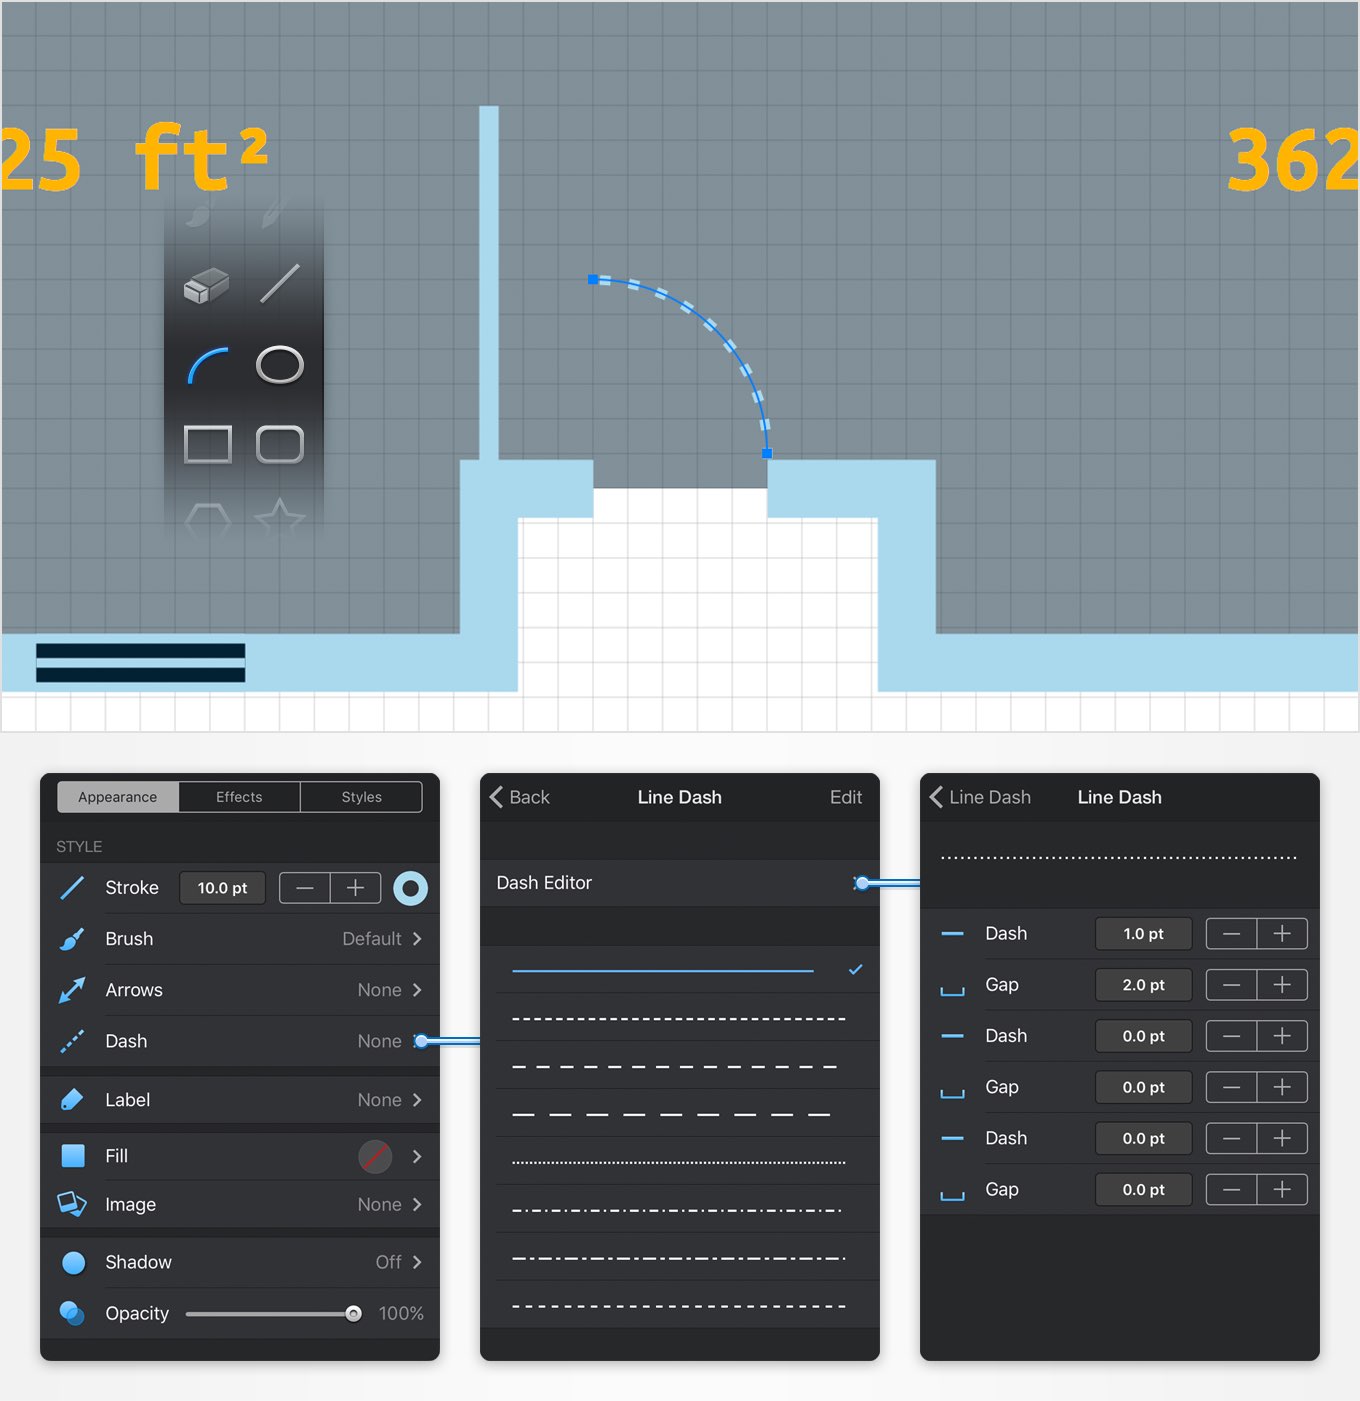 25 ft²
362
Appearance
Effects
Styles
STYLE
Stroke
10.0 pt
Brush
Default
Arrows
None
Dash
None
Label
None
Fill
Image
None
Shadow
Off
Opacity
100%
Back
Line Dash
Edit
Dash Editor
Line Dash
Line Dash
Dash
1.0 pt
Gap
2.0 pt
Dash
0.0 pt
Gap
0.0 pt
Dash
0.0 pt
Gap
0.0 pt